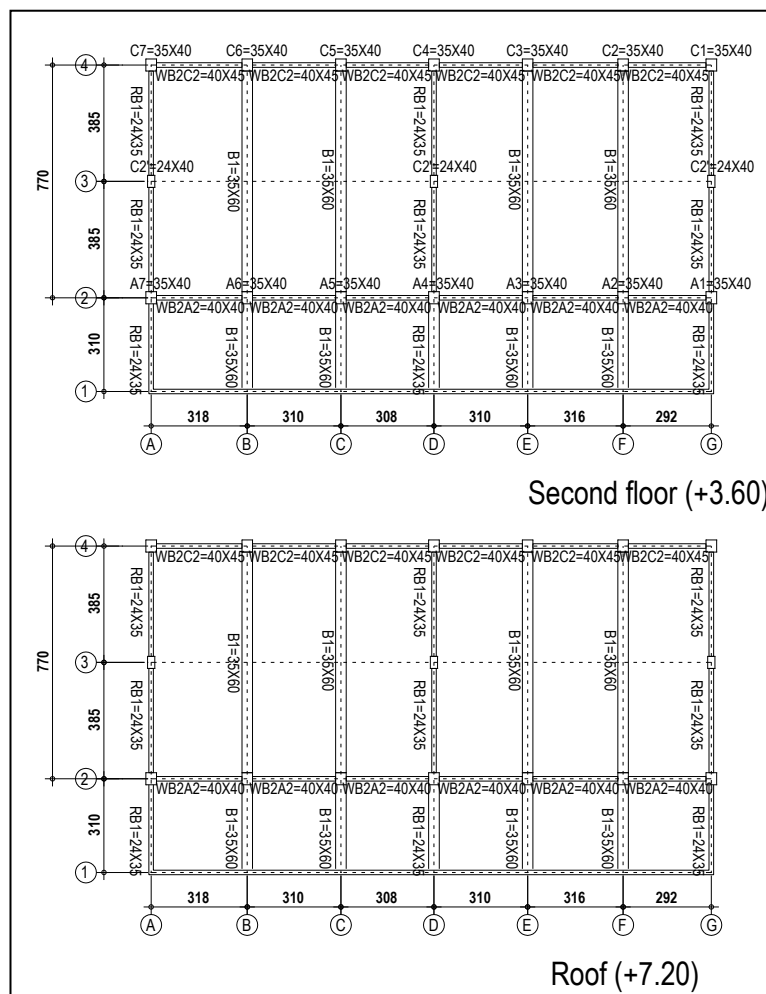 C7=35X40 C6=35X40 C5=35X40 C4=35X40 C3=35X40 C2=35X40 C1=35X40
4
WB2C2=40X45 WB2C2=40X45 WB2C2=40X45 WB2C2=40X45 WB2C2=40X45 WB2C2=40X45
385
RB1=24X35 RB1=24X35 RB1=24X35
770
B1=35X60 B1=35X60 B1=35X60 B1=35X60
C2'=24X40 C2'=24X40 C2'=24X40
3
385
RB1=24X35 RB1=24X35 RB1=24X35
A7=35X40 A6=35X40 A5=35X40 A4=35X40 A3=35X40 A2=35X40 A1=35X40
2
WB2A2=40X40 WB2A2=40X40 WB2A2=40X40 WB2A2=40X40 WB2A2=40X40 WB2A2=40X40
310
RB1=24X35 B1=35X60 B1=35X60 RB1=24X35 B1=35X60 B1=35X60 RB1=24X35
1
318 310 308 310 316 292
A B C D E F G
Second floor (+3.60)
4
WB2C2=40X45 WB2C2=40X45 WB2C2=40X45 WB2C2=40X45 WB2C2=40X45 WB2C2=40X45
385
RB1=24X35 RB1=24X35 RB1=24X35
770
B1=35X60 B1=35X60 B1=35X60 B1=35X60
3
385
RB1=24X35 RB1=24X35 RB1=24X35
2
WB2A2=40X40 WB2A2=40X40 WB2A2=40X40 WB2A2=40X40 WB2A2=40X40 WB2A2=40X40
310
RB1=24X35 B1=35X60 B1=35X60 RB1=24X35 B1=35X60 B1=35X60 RB1=24X35
1
318 310 308 310 316 292
A B C D E F G
Roof (+7.20)